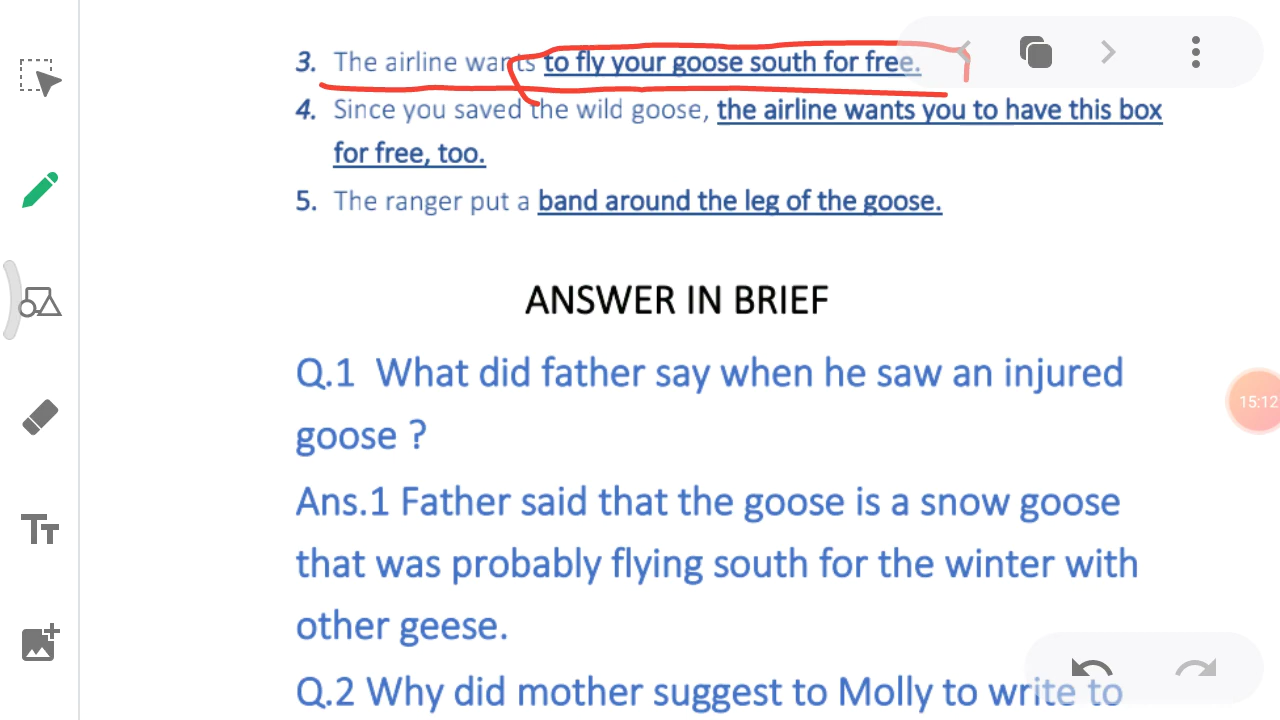 3. The airline wants to fly your goose south for free.
4. Since you saved the wild goose, the airline wants you to have this box
for free, too.
5. The ranger put a band around the leg of the goose.
ANSWER IN BRIEF
Q.1 What did father say when he saw an injured
goose ?
15:12
Ans.1 Father said that the goose is a snow goose
that was probably flying south for the winter with
other geese.
Q.2 Why did mother suggest to Molly to write to
TT